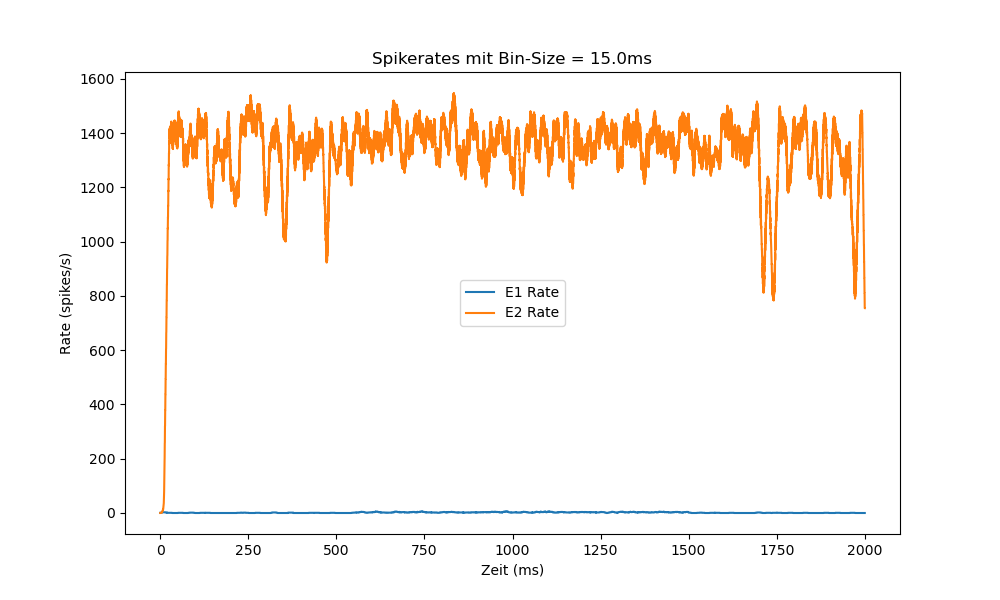 Spikerates mit Bin-Size = 15.0ms
1600
1400
1200
1000
800
600
400
200
0
Rate (spikes/s)
E1 Rate
E2 Rate
0 250 500 750 1000 1250 1500 1750 2000
Zeit (ms)